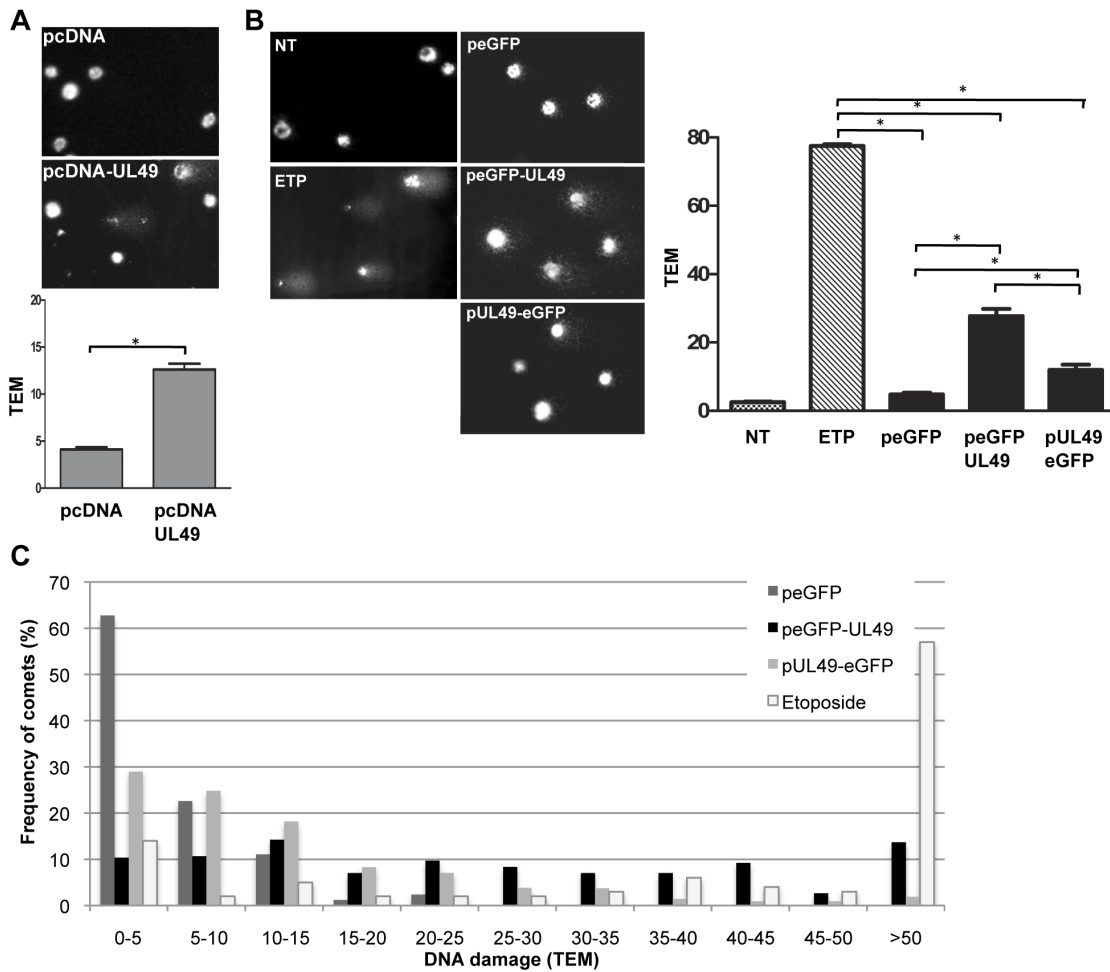 A
B
pcDNA
pcDNA-UL49
20
15
10
5
0
TEM
*
pcDNA
pcDNA
UL49
NT
peGFP
ETP
peGFP-UL49
pUL49-eGFP
80
60
40
20
0
TEM
*
*
*
*
*
*
NT
ETP
peGFP
peGFP
UL49
pUL49
eGFP
C
70
60
50
40
30
20
10
0
Frequency of comets (%)
peGFP
peGFP-UL49
pUL49-eGFP
Etoposide
0-5 5-10 10-15 15-20 20-25 25-30 30-35 35-40 40-45 45-50 >50
DNA damage (TEM)